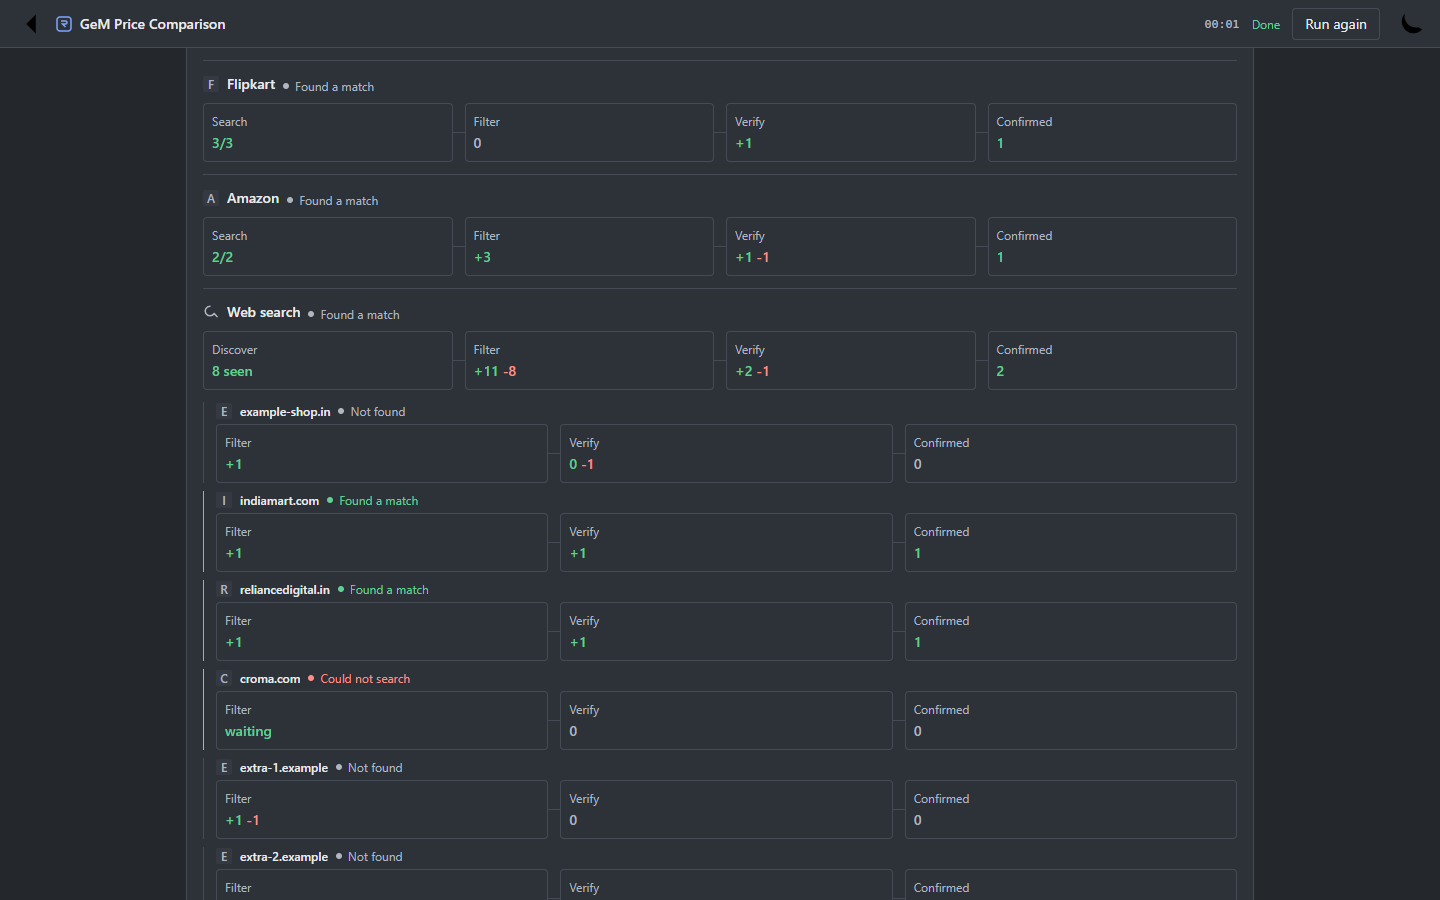 GeM Price Comparison
00:01 Done Run again
F Flipkart Found a match
Search Filter Verify Confirmed
3/3 0 +1 1
A Amazon Found a match
Search Filter Verify Confirmed
2/2 +3 +1 -1 1
Web search Found a match
Discover Filter Verify Confirmed
8 seen +11 -8 +2 -1 2
E example-shop.in Not found
Filter Verify Confirmed
+1 0 -1 0
I indiamart.com Found a match
Filter Verify Confirmed
+1 +1 1
R reliancedigital.in Found a match
Filter Verify Confirmed
+1 +1 1
C croma.com Could not search
Filter Verify Confirmed
waiting 0 0
E extra-1.example Not found
Filter Verify Confirmed
+1 -1 0 0
E extra-2.example Not found
Filter Verify Confirmed